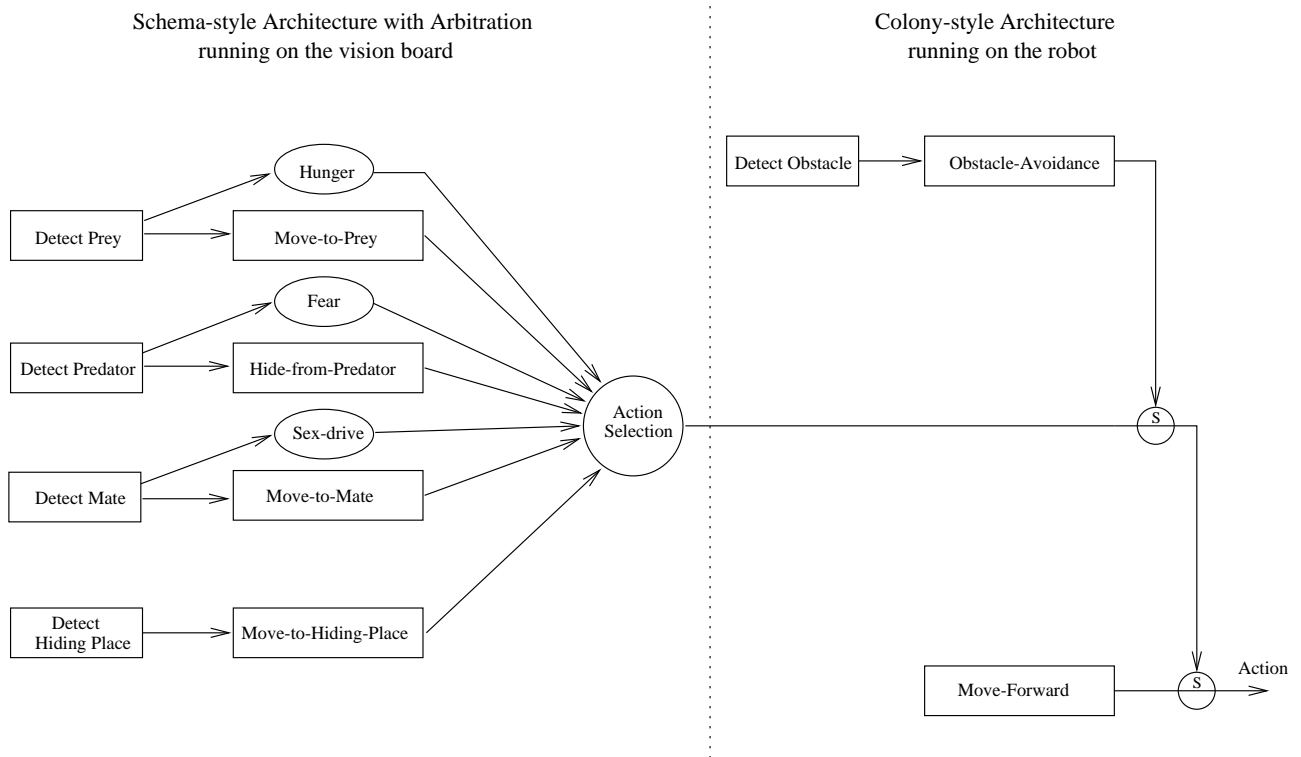 Schema-style Architecture with Arbitration
running on the vision board
Colony-style Architecture
running on the robot
Detect Obstacle
Obstacle-Avoidance
Hunger
Detect Prey
Move-to-Prey
Fear
Detect Predator
Hide-from-Predator
Action
Selection
S
Sex-drive
Detect Mate
Move-to-Mate
Detect
Hiding Place
Move-to-Hiding-Place
Move-Forward
S
Action